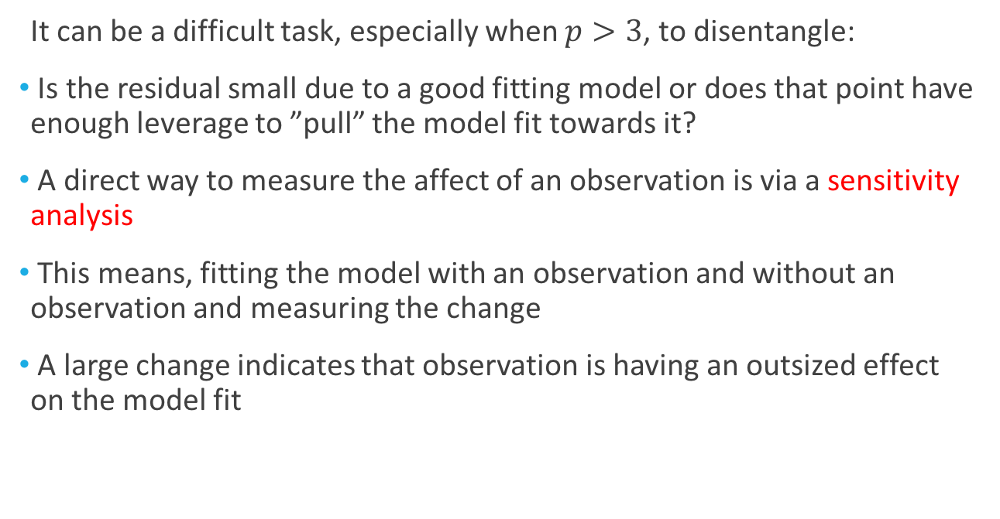 It can be a difficult task, especially when p > 3, to disentangle:
• Is the residual small due to a good fitting model or does that point have
enough leverage to ”pull” the model fit towards it?
• A direct way to measure the affect of an observation is via a sensitivity
analysis
• This means, fitting the model with an observation and without an
observation and measuring the change
• A large change indicates that observation is having an outsized effect
on the model fit